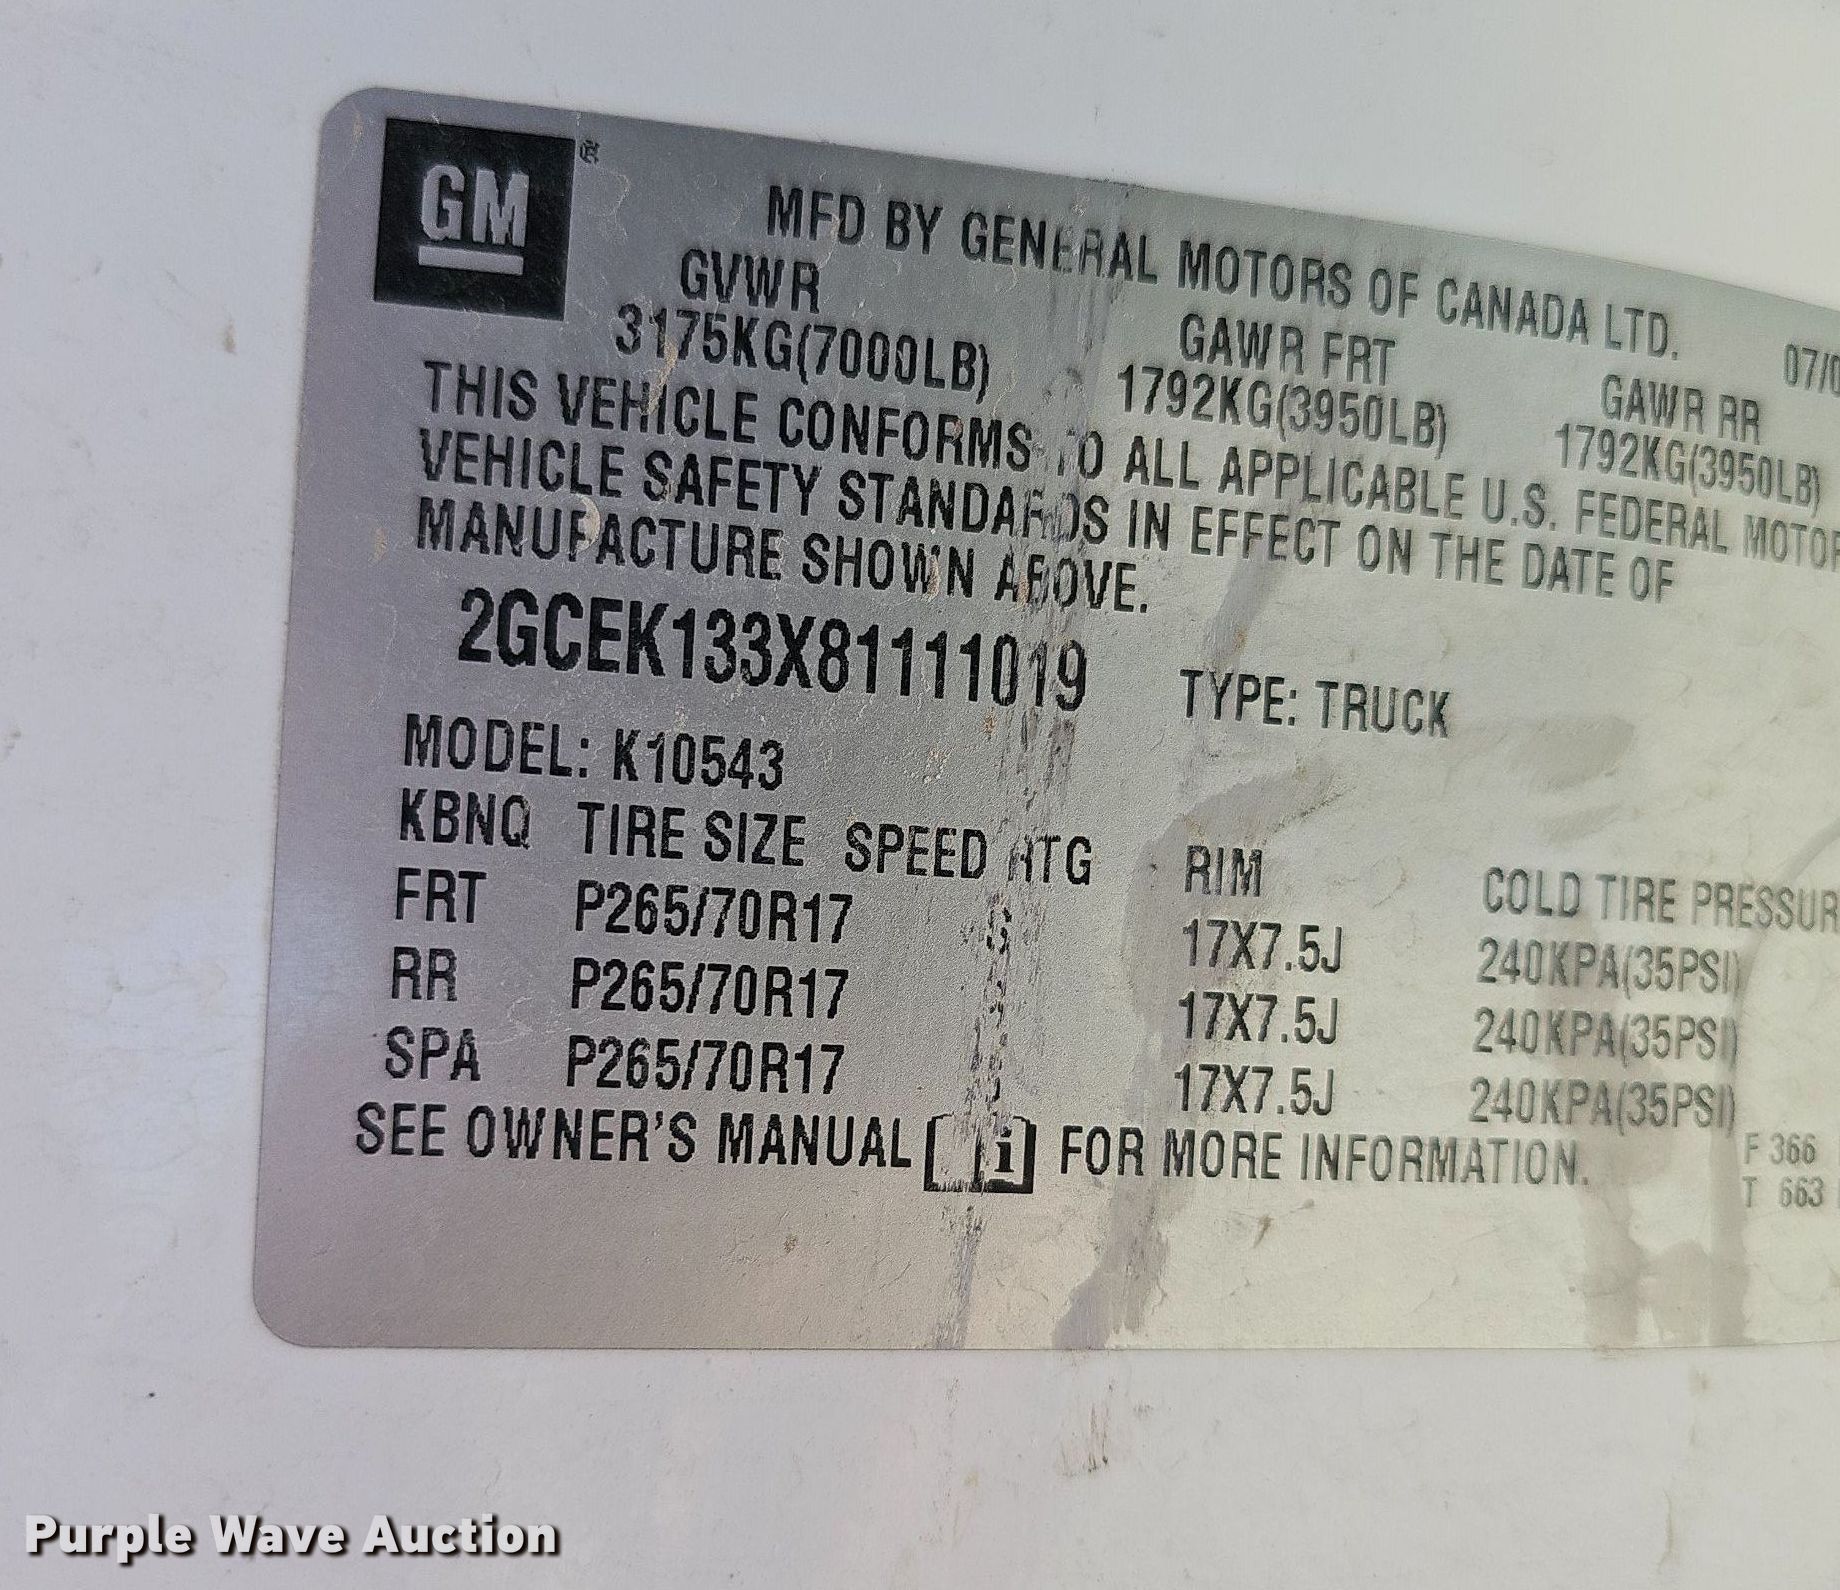 GM ®
MFD BY GENERAL MOTORS OF CANADA LTD. 07/0
GVWR GAWR FRT GAWR RR
3175KG(7000LB) 1792KG(3950LB) 1792KG(3950LB)
THIS VEHICLE CONFORMS TO ALL APPLICABLE U.S. FEDERAL MOTOR
VEHICLE SAFETY STANDARDS IN EFFECT ON THE DATE OF
MANUFACTURE SHOWN ABOVE.
2GCEK133X81111019 TYPE: TRUCK
MODEL: K10543
KBNQ TIRE SIZE SPEED RTG RIM COLD TIRE PRESSUR
FRT P265/70R17 S 17X7.5J 240KPA(35PSI)
RR P265/70R17 S 17X7.5J 240KPA(35PSI)
SPA P265/70R17 17X7.5J 240KPA(35PSI)
SEE OWNER'S MANUAL [i] FOR MORE INFORMATION.
F 366
T 663
Purple Wave Auction